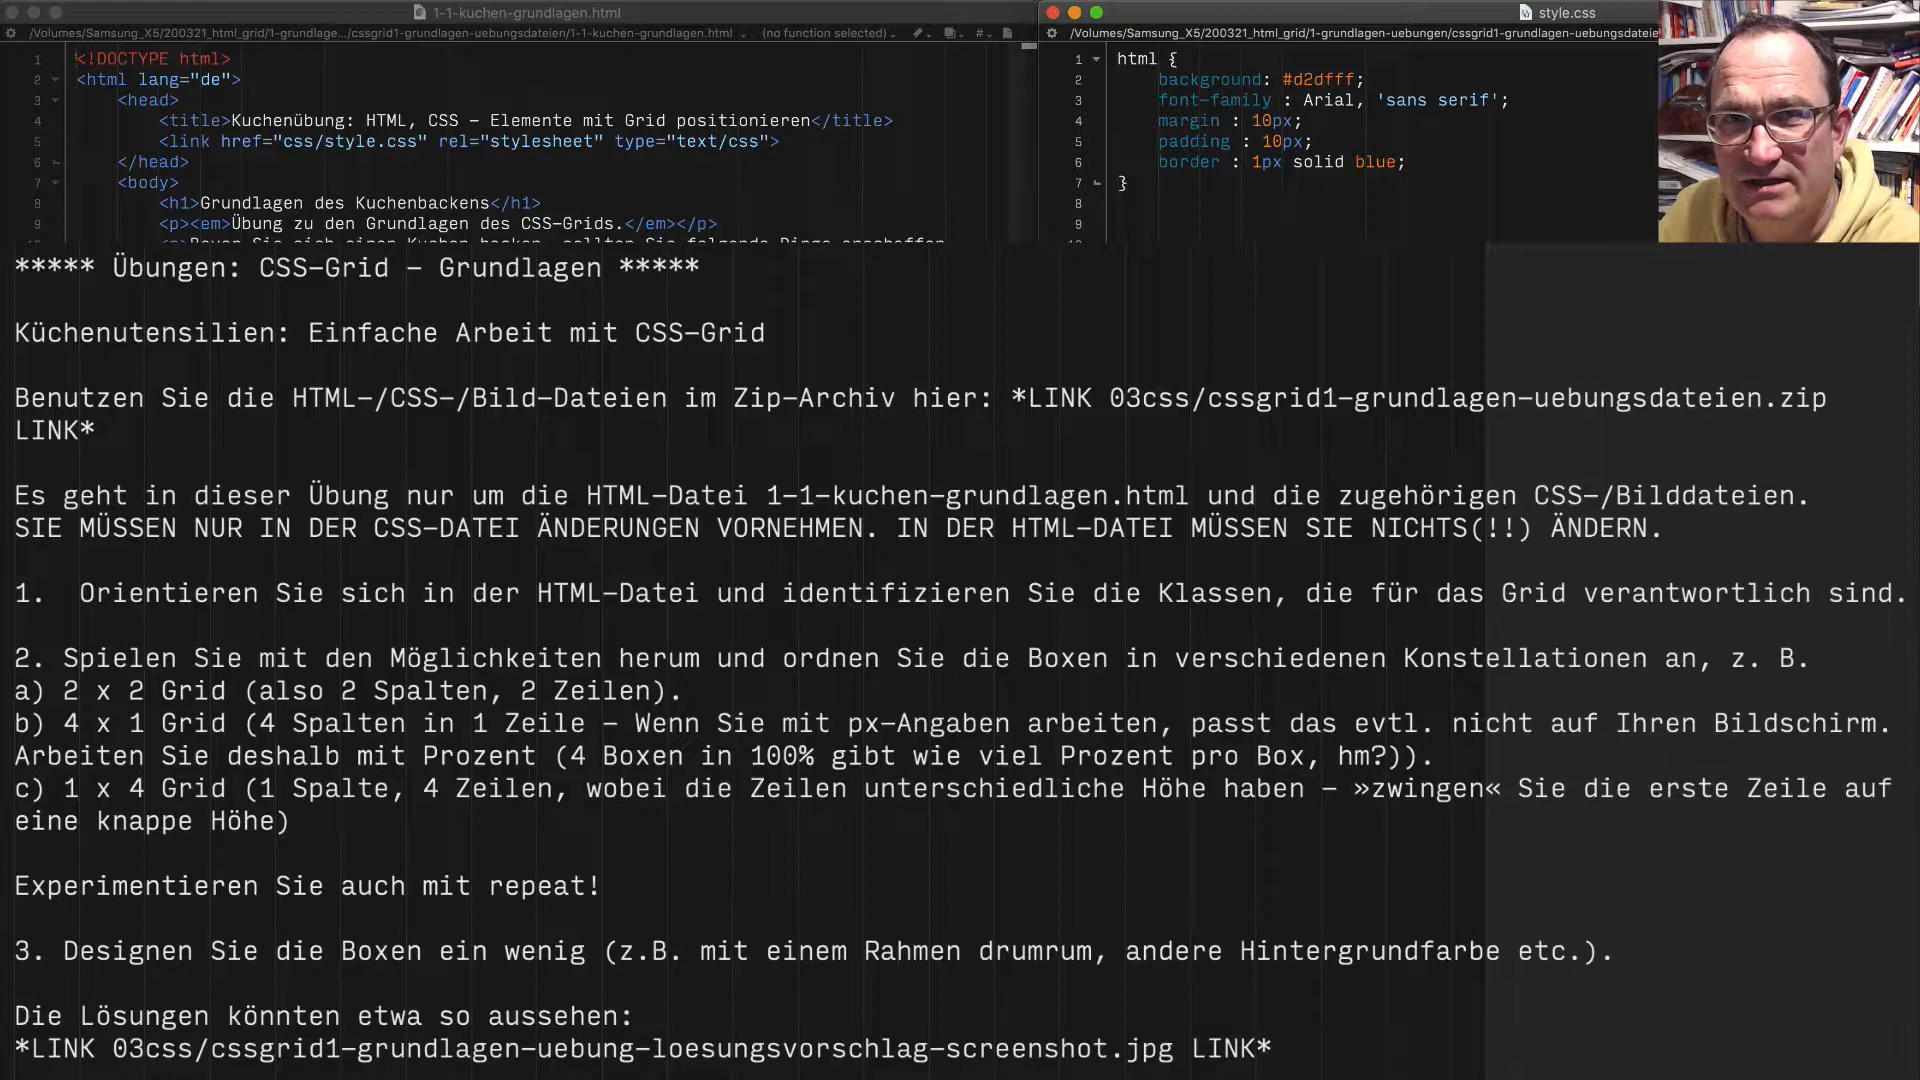 1-1-kuchen-grundlagen.html
/Volumes/Samsung_X5/200321_html_grid/1-grundlage…/cssgrid1-grundlagen-uebungsdateien/1-1-kuchen-grundlagen.html
(no function selected)
1 <!DOCTYPE html>
2 <html lang="de">
3 <head>
4 <title>Kuchenübung: HTML, CSS – Elemente mit Grid positionieren</title>
5 <link href="css/style.css" rel="stylesheet" type="text/css">
6 </head>
7 <body>
8 <h1>Grundlagen des Kuchenbackens</h1>
9 <p><em>Übung zu den Grundlagen des CSS-Grids.</em></p>
style.css
/Volumes/Samsung_X5/200321_html_grid/1-grundlagen-uebungen/cssgrid1-grundlagen-uebungsdateie
1 html {
2 background: #d2dfff;
3 font-family : Arial, 'sans serif';
4 margin : 10px;
5 padding : 10px;
6 border : 1px solid blue;
7 }
8
9
***** Übungen: CSS-Grid – Grundlagen *****
Küchenutensilien: Einfache Arbeit mit CSS-Grid
Benutzen Sie die HTML-/CSS-/Bild-Dateien im Zip-Archiv hier: *LINK 03css/cssgrid1-grundlagen-uebungsdateien.zip
LINK*
Es geht in dieser Übung nur um die HTML-Datei 1-1-kuchen-grundlagen.html und die zugehörigen CSS-/Bilddateien.
SIE MÜSSEN NUR IN DER CSS-DATEI ÄNDERUNGEN VORNEHMEN. IN DER HTML-DATEI MÜSSEN SIE NICHTS(!!) ÄNDERN.
1. Orientieren Sie sich in der HTML-Datei und identifizieren Sie die Klassen, die für das Grid verantwortlich sind.
2. Spielen Sie mit den Möglichkeiten herum und ordnen Sie die Boxen in verschiedenen Konstellationen an, z. B.
a) 2 x 2 Grid (also 2 Spalten, 2 Zeilen).
b) 4 x 1 Grid (4 Spalten in 1 Zeile – Wenn Sie mit px-Angaben arbeiten, passt das evtl. nicht auf Ihren Bildschirm.
Arbeiten Sie deshalb mit Prozent (4 Boxen in 100% gibt wie viel Prozent pro Box, hm?)).
c) 1 x 4 Grid (1 Spalte, 4 Zeilen, wobei die Zeilen unterschiedliche Höhe haben – »zwingen« Sie die erste Zeile auf
eine knappe Höhe)
Experimentieren Sie auch mit repeat!
3. Designen Sie die Boxen ein wenig (z.B. mit einem Rahmen drumrum, andere Hintergrundfarbe etc.).
Die Lösungen könnten etwa so aussehen:
*LINK 03css/cssgrid1-grundlagen-uebung-loesungsvorschlag-screenshot.jpg LINK*